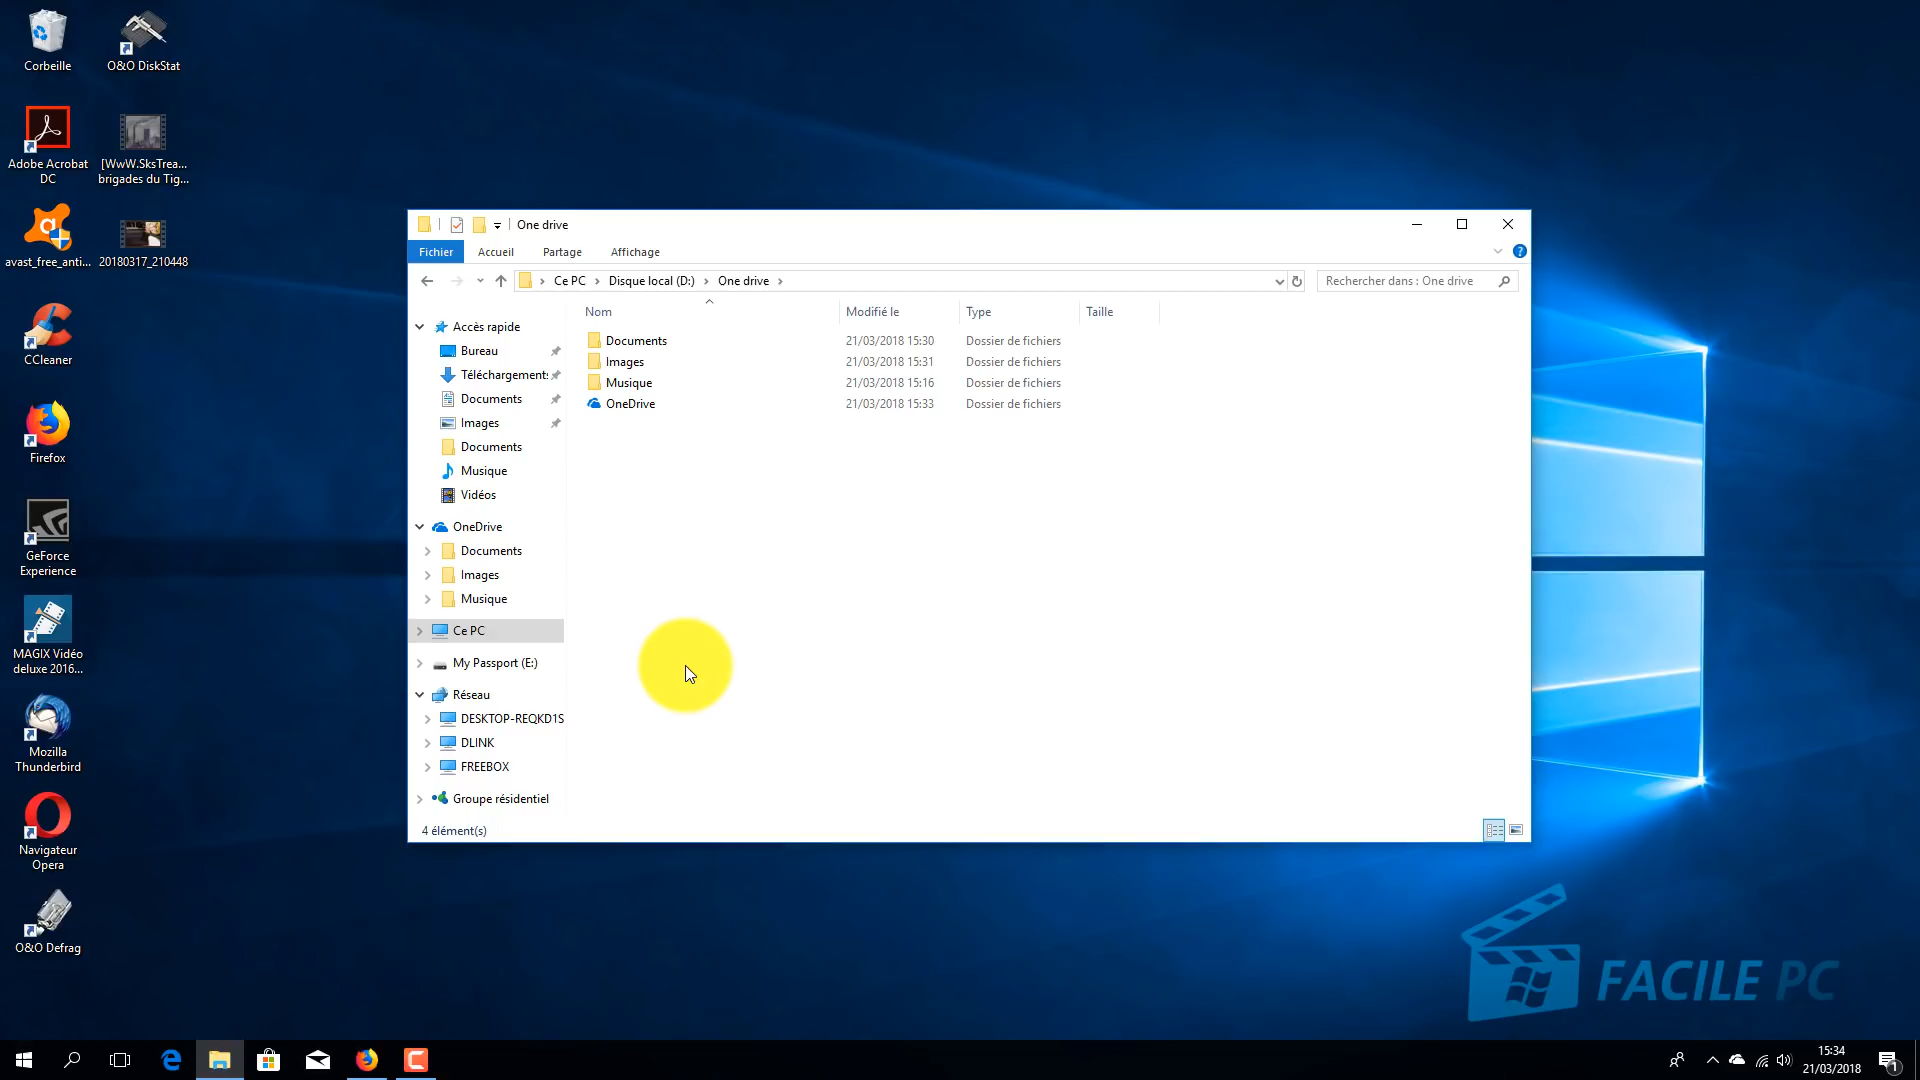 Corbeille
O&O DiskStat
Adobe Acrobat
DC
[WwW.SksTrea...
brigades du Tig...
avast_free_anti...
20180317_210448
CCleaner
Firefox
GeForce
Experience
MAGIX Vidéo
deluxe 2016...
Mozilla
Thunderbird
Navigateur
Opera
O&O Defrag
One drive
Fichier
Accueil
Partage
Affichage
Ce PC
Disque local (D:)
One drive
Rechercher dans : One drive
Accès rapide
Bureau
Téléchargements
Documents
Images
Documents
Musique
Vidéos
OneDrive
Documents
Images
Musique
Ce PC
My Passport (E:)
Réseau
DESKTOP-REQKD1S
DLINK
FREEBOX
Groupe résidentiel
Nom Modifié le Type Taille
Documents 21/03/2018 15:30 Dossier de fichiers
Images 21/03/2018 15:31 Dossier de fichiers
Musique 21/03/2018 15:16 Dossier de fichiers
OneDrive 21/03/2018 15:33 Dossier de fichiers
4 élément(s)
FACILE PC
15:34
21/03/2018
1